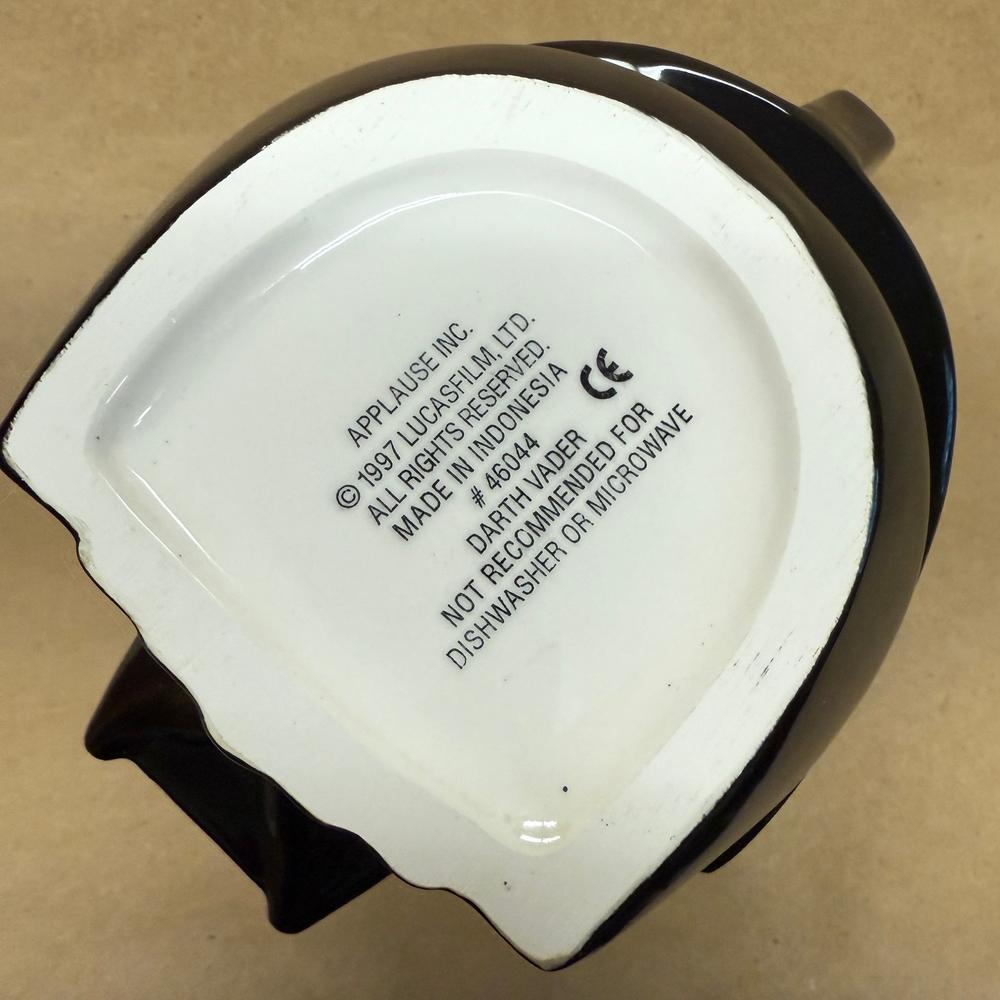 APPLAUSE INC.
© 1997 LUCASFILM, LTD.
ALL RIGHTS RESERVED.
MADE IN INDONESIA
CE
# 46044
DARTH VADER
NOT RECOMMENDED FOR
DISHWASHER OR MICROWAVE